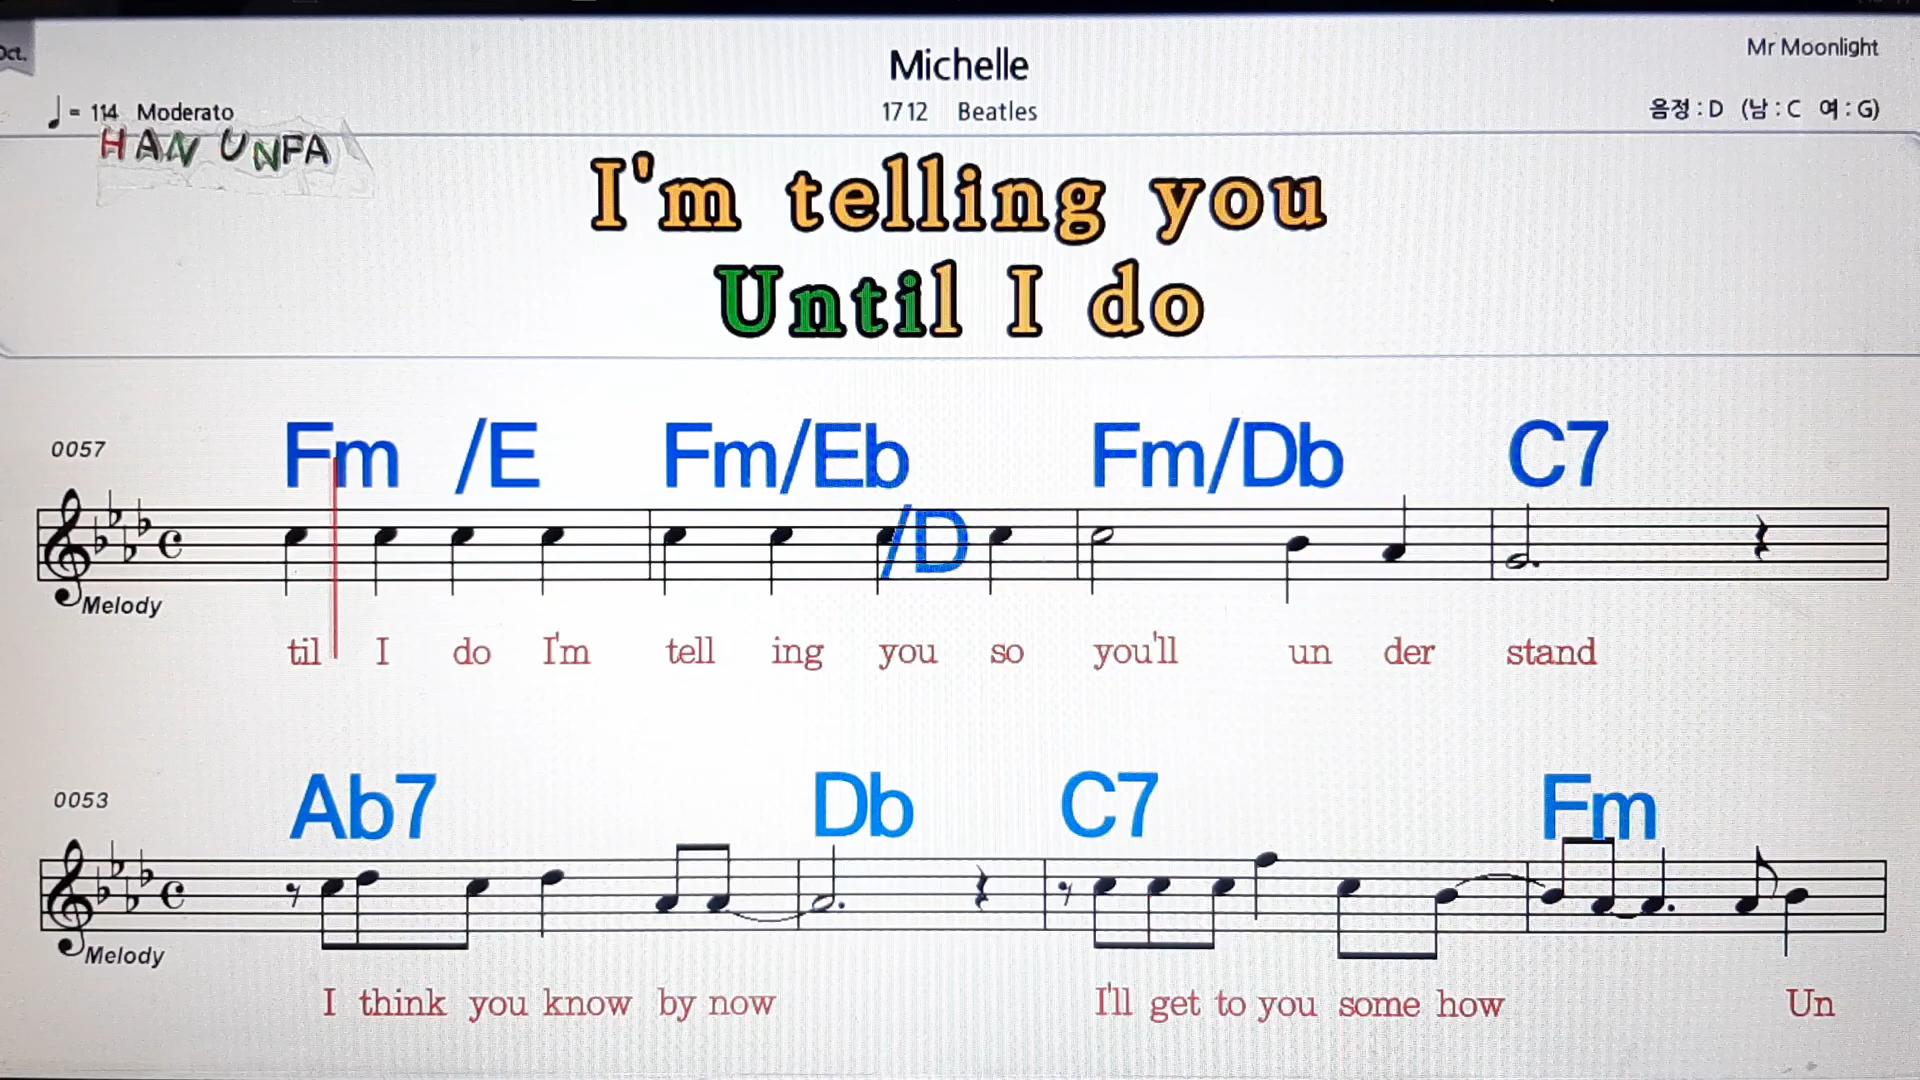 Oct.
Michelle
Mr Moonlight
= 114 Moderato
1712 Beatles
음정 : D (남 : C 여 : G)
HAN UNFA
I'm telling you
Until I do
0057
Fm /E Fm/Eb /D Fm/Db C7
Melody
til I do I'm tell ing you so you'll un der stand
0053
Ab7 Db C7 Fm
Melody
I think you know by now I'll get to you some how Un